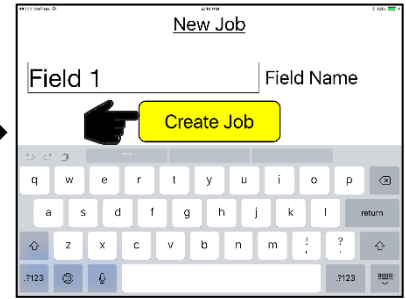 New Job
Field 1 Field Name
Create Job
q w e r t y u i o p
a s d f g h j k l return
z x c v b n m ! , ? .
.?123 .?123